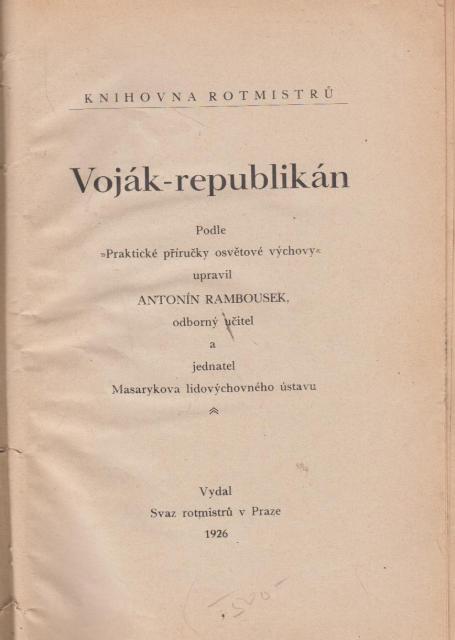 KNIHOVNA ROTMISTRŮ
Voják-republikán
Podle
»Praktické příručky osvětové výchovy«
upravil
ANTONÍN RAMBOUSEK,
odborný učitel
a
jednatel
Masarykova lidovýchovného ústavu
Vydal
Svaz rotmistrů v Praze
1926